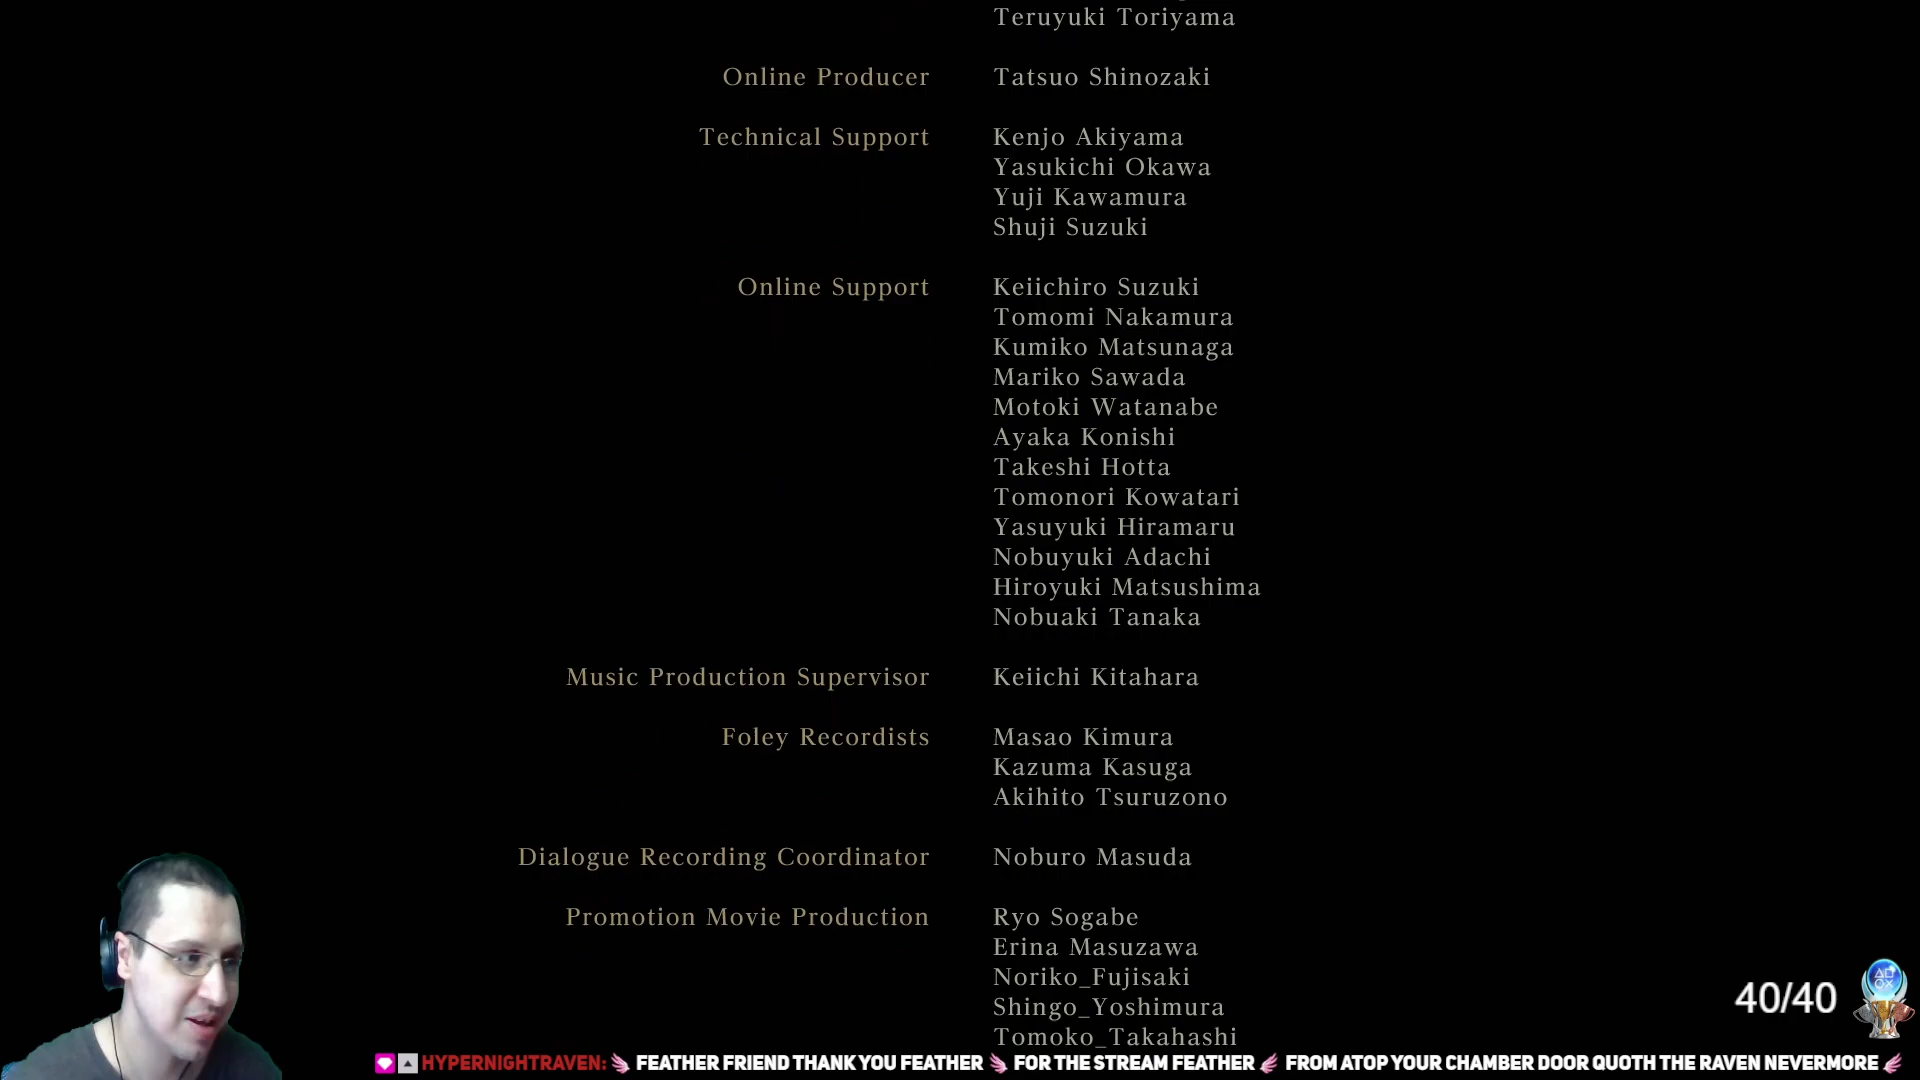 Teruyuki Toriyama
Online Producer Tatsuo Shinozaki
Technical Support Kenjo Akiyama
Yasukichi Okawa
Yuji Kawamura
Shuji Suzuki
Online Support Keiichiro Suzuki
Tomomi Nakamura
Kumiko Matsunaga
Mariko Sawada
Motoki Watanabe
Ayaka Konishi
Takeshi Hotta
Tomonori Kowatari
Yasuyuki Hiramaru
Nobuyuki Adachi
Hiroyuki Matsushima
Nobuaki Tanaka
Music Production Supervisor Keiichi Kitahara
Foley Recordists Masao Kimura
Kazuma Kasuga
Akihito Tsuruzono
Dialogue Recording Coordinator Noburo Masuda
Promotion Movie Production Ryo Sogabe
Erina Masuzawa
Noriko_Fujisaki
Shingo_Yoshimura
Tomoko_Takahashi
40/40
HYPERNIGHTRAVEN: FEATHER FRIEND THANK YOU FEATHER FOR THE STREAM FEATHER FROM ATOP YOUR CHAMBER DOOR QUOTH THE RAVEN NEVERMORE